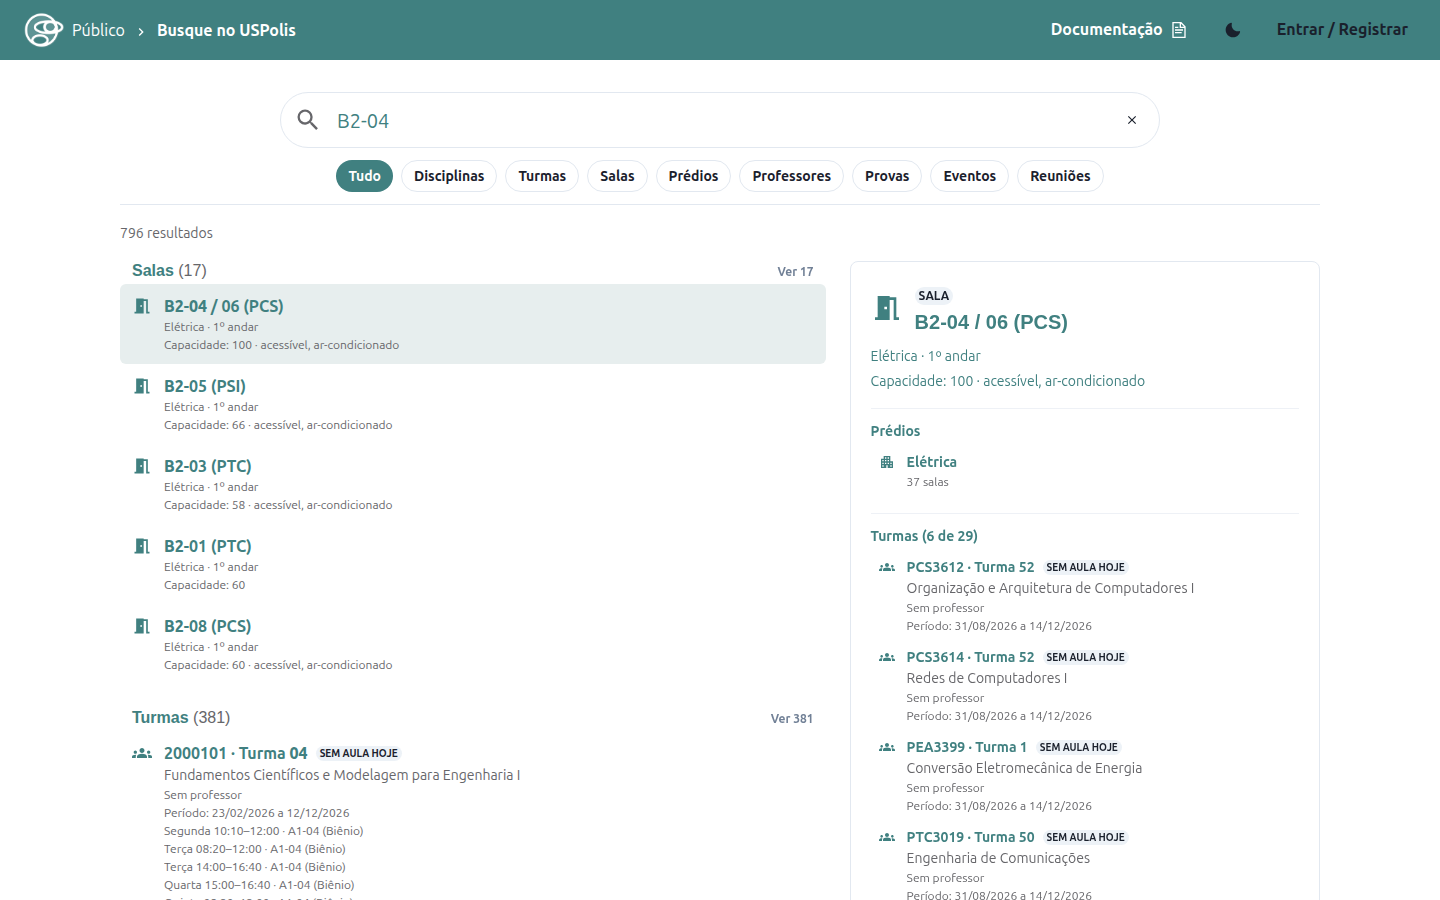 Público › Busque no USPolis
Documentação
Entrar / Registrar
B2-04
Tudo
Disciplinas
Turmas
Salas
Prédios
Professores
Provas
Eventos
Reuniões
796 resultados
Salas (17)
Ver 17
B2-04 / 06 (PCS)
Elétrica · 1º andar
Capacidade: 100 · acessível, ar-condicionado
B2-05 (PSI)
Elétrica · 1º andar
Capacidade: 66 · acessível, ar-condicionado
B2-03 (PTC)
Elétrica · 1º andar
Capacidade: 58 · acessível, ar-condicionado
B2-01 (PTC)
Elétrica · 1º andar
Capacidade: 60
B2-08 (PCS)
Elétrica · 1º andar
Capacidade: 60 · acessível, ar-condicionado
Turmas (381)
Ver 381
2000101 · Turma 04 SEM AULA HOJE
Fundamentos Científicos e Modelagem para Engenharia I
Sem professor
Período: 23/02/2026 a 12/12/2026
Segunda 10:10–12:00 · A1-04 (Biênio)
Terça 08:20–12:00 · A1-04 (Biênio)
Terça 14:00–16:40 · A1-04 (Biênio)
Quarta 15:00–16:40 · A1-04 (Biênio)
SALA
B2-04 / 06 (PCS)
Elétrica · 1º andar
Capacidade: 100 · acessível, ar-condicionado
Prédios
Elétrica
37 salas
Turmas (6 de 29)
PCS3612 · Turma 52 SEM AULA HOJE
Organização e Arquitetura de Computadores I
Sem professor
Período: 31/08/2026 a 14/12/2026
PCS3614 · Turma 52 SEM AULA HOJE
Redes de Computadores I
Sem professor
Período: 31/08/2026 a 14/12/2026
PEA3399 · Turma 1 SEM AULA HOJE
Conversão Eletromecânica de Energia
Sem professor
Período: 31/08/2026 a 14/12/2026
PTC3019 · Turma 50 SEM AULA HOJE
Engenharia de Comunicações
Sem professor
Período: 31/08/2026 a 14/12/2026